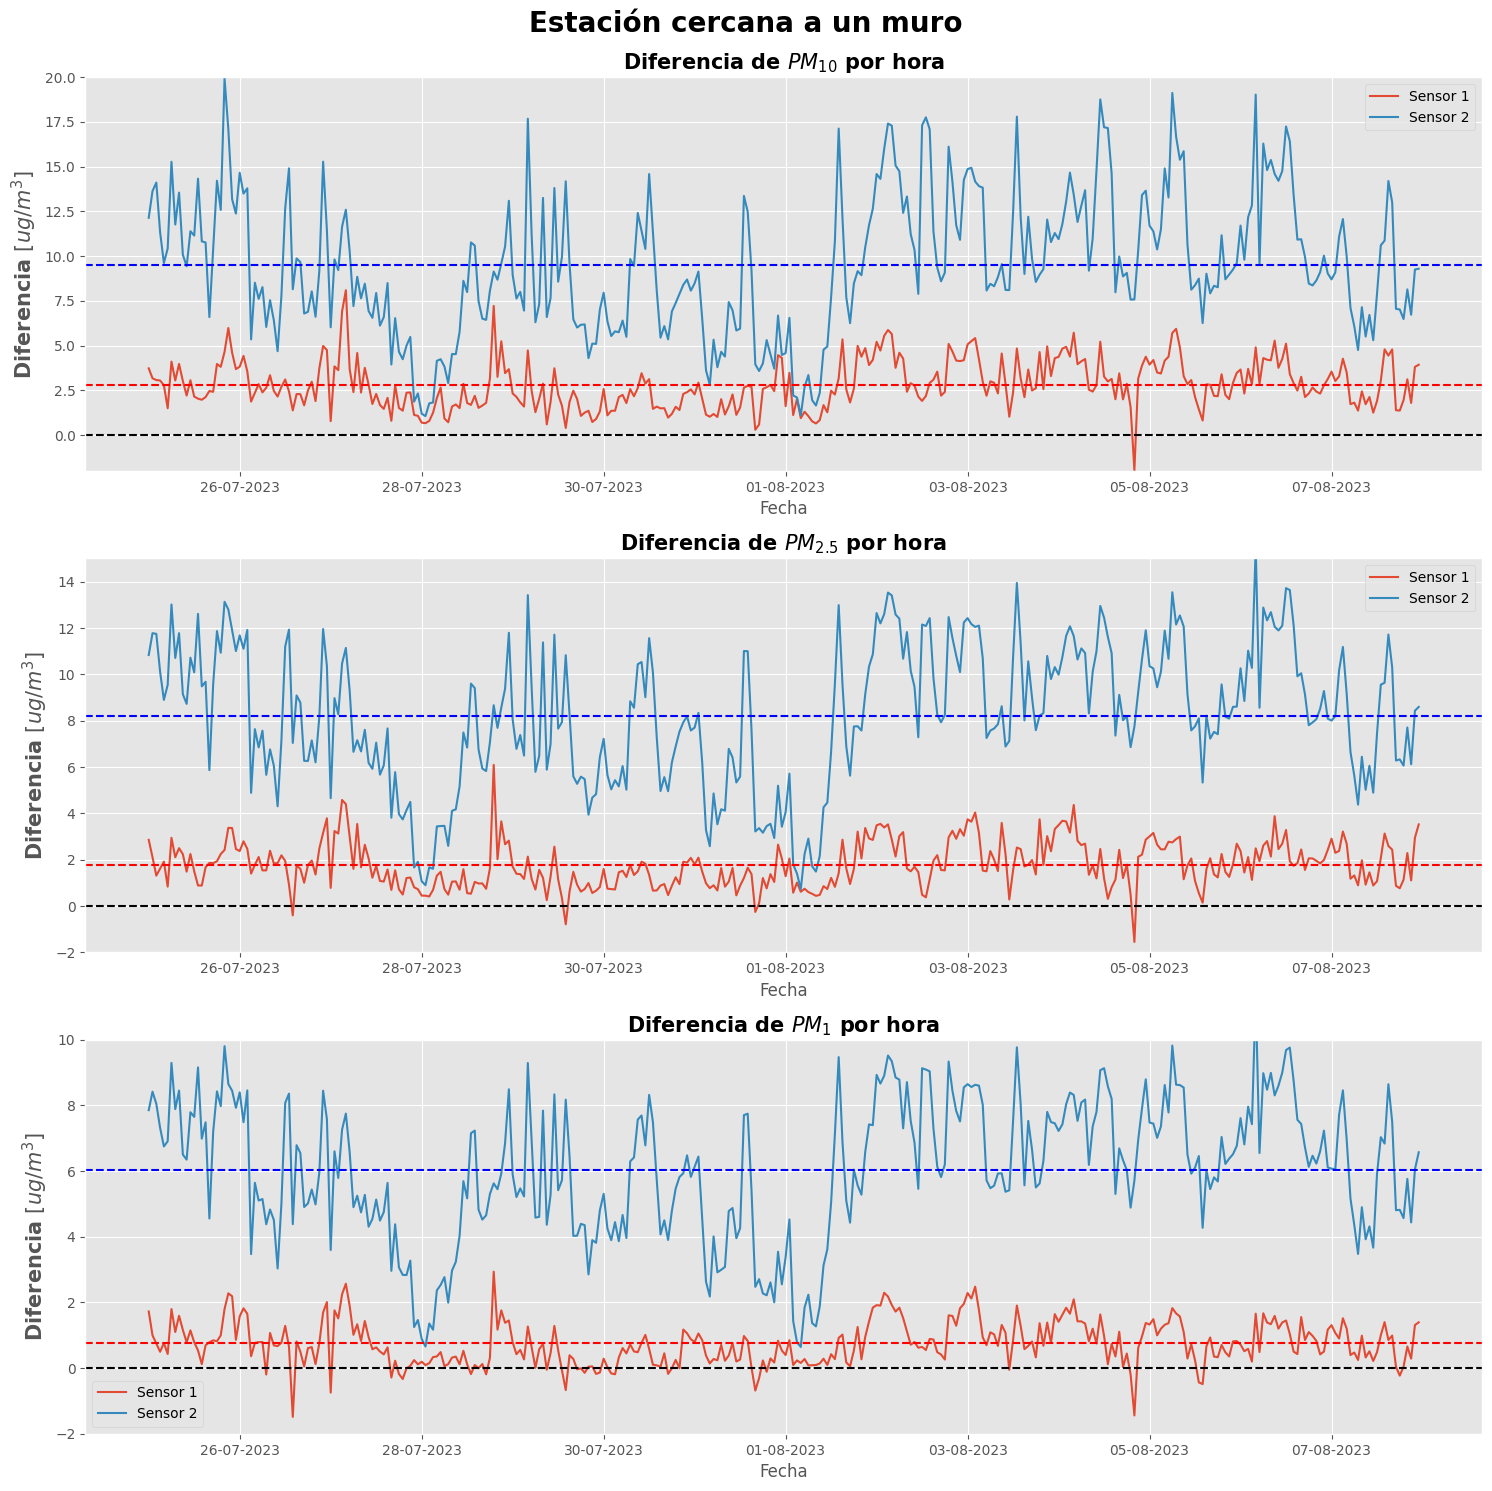 Estación cercana a un muro
Diferencia de PM₁₀ por hora
Diferencia [ug/m³]
20.0
17.5
15.0
12.5
10.0
7.5
5.0
2.5
0.0
Sensor 1
Sensor 2
26-07-2023 28-07-2023 30-07-2023 01-08-2023 03-08-2023 05-08-2023 07-08-2023
Fecha
Diferencia de PM₂.₅ por hora
Diferencia [ug/m³]
14
12
10
8
6
4
2
0
−2
Sensor 1
Sensor 2
26-07-2023 28-07-2023 30-07-2023 01-08-2023 03-08-2023 05-08-2023 07-08-2023
Fecha
Diferencia de PM₁ por hora
Diferencia [ug/m³]
10
8
6
4
2
0
−2
Sensor 1
Sensor 2
26-07-2023 28-07-2023 30-07-2023 01-08-2023 03-08-2023 05-08-2023 07-08-2023
Fecha